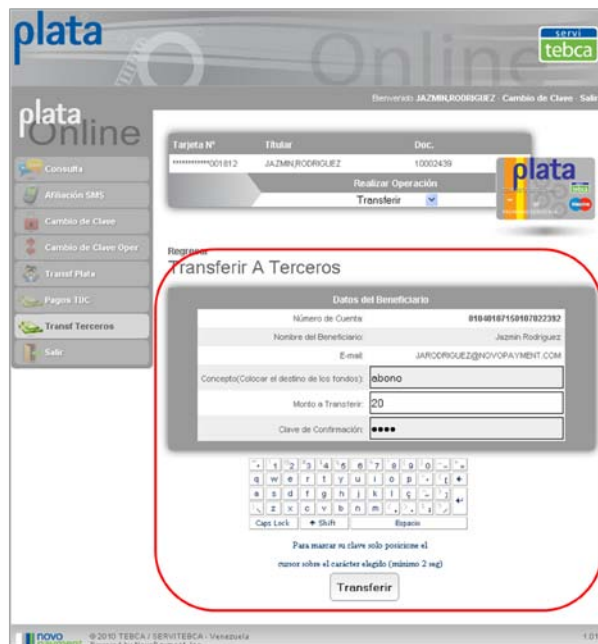 plata
Online
servi
tebca
Bienvenido JAZMIN,RODRIGUEZ Cambio de Clave Salir
plata
Online
Tarjeta Nº Titular Doc.
************001812 JAZMIN,RODRIGUEZ 10002439
Realizar Operación
Transferir
plata
Consulta
Afiliación SMS
Cambio de Clave
Cambio de Clave Oper
Transf Plata
Pagos TDC
Transf Terceros
Salir
Regresar
Transferir A Terceros
Datos del Beneficiario
Número de Cuenta 01040107150107022392
Nombre del Beneficiario: Jazmin Rodriguez
E-mail JARODRIGUEZ@NOVOPAYMENT.COM
Concepto(Colocar el destino de los fondos): abono
Monto a Transferir: 20
Clave de Confirmación: ●●●●
1 2 3 4 5 6 7 8 9 0
q w e r t y u i o p
a s d f g h j k l ç
z x c v b n m
Caps Lock Shift Espacio
Para marcar su clave solo posicione el
cursor sobre el carácter elegido (mínimo 2 seg)
Transferir
novo
© 2010 TEBCA / SERVITEBCA - Venezuela
1.01